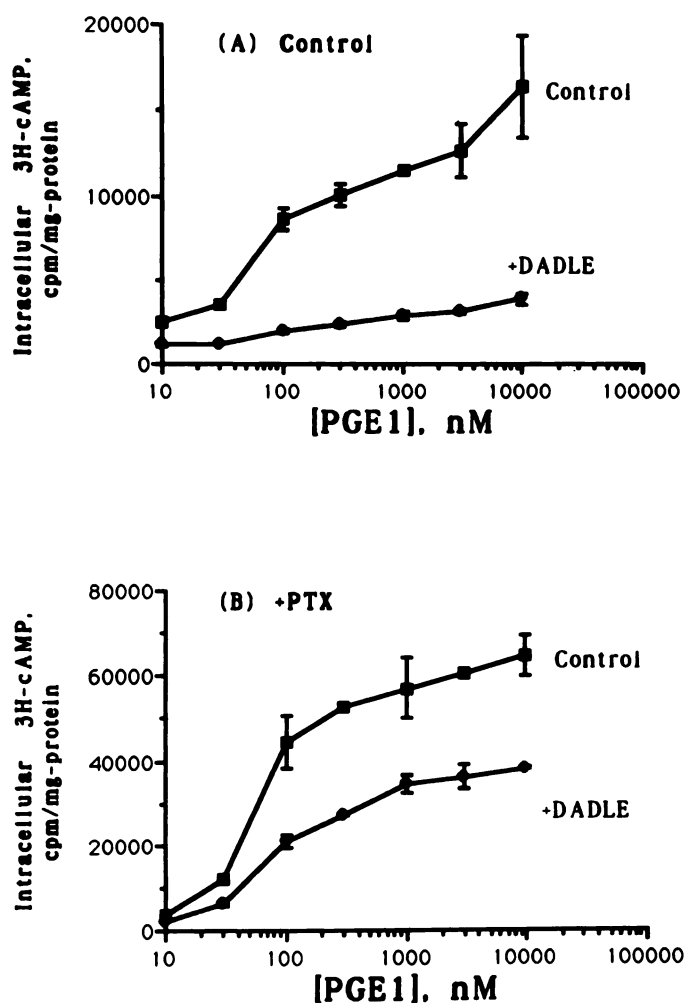 (A) Control
20000
10000
0
Intracellular 3H-cAMP.
cpm/mg-protein
Control
+DADLE
10 100 1000 10000 100000
[PGE1], nM
(B) +PTX
80000
60000
40000
20000
0
Intracellular 3H-cAMP.
cpm/mg-protein
Control
+DADLE
10 100 1000 10000 100000
[PGE1], nM